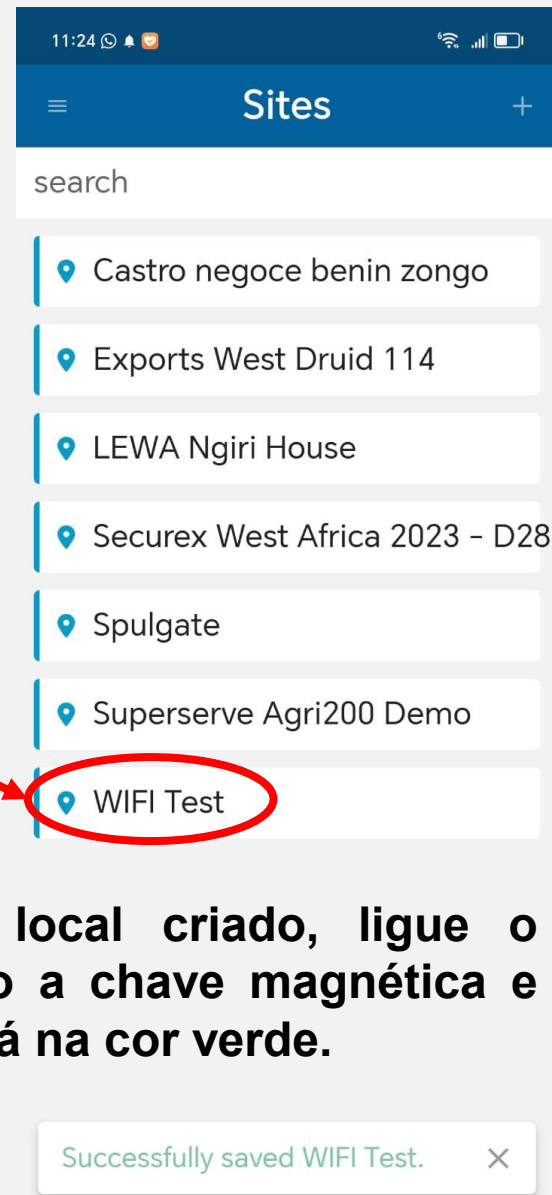 11:24
Sites
search
Castro negoce benin zongo
Exports West Druid 114
LEWA Ngiri House
Securex West Africa 2023 - D28
Spulgate
Superserve Agri200 Demo
WIFI Test
local criado, ligue o
o a chave magnética e
á na cor verde.
Successfully saved WIFI Test.